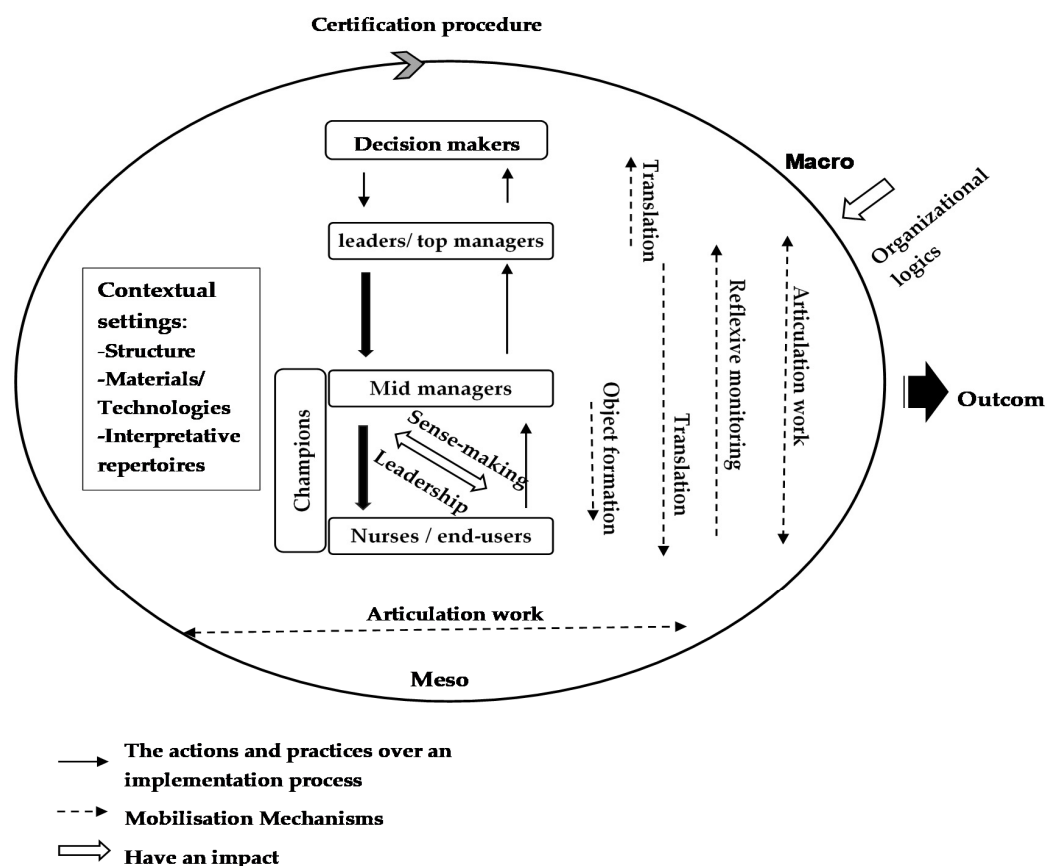 Certification procedure
Decision makers
Macro
Translation
Organizational
logics
leaders/ top managers
Contextual
settings:
-Structure
-Materials/
Technologies
-Interpretative
repertoires
Reflexive monitoring
Articulation work
Mid managers
Champions
Sense-making
Leadership
Object formation
Translation
Outcom
Nurses / end-users
Articulation work
Meso
The actions and practices over an
implementation process
Mobilisation Mechanisms
Have an impact